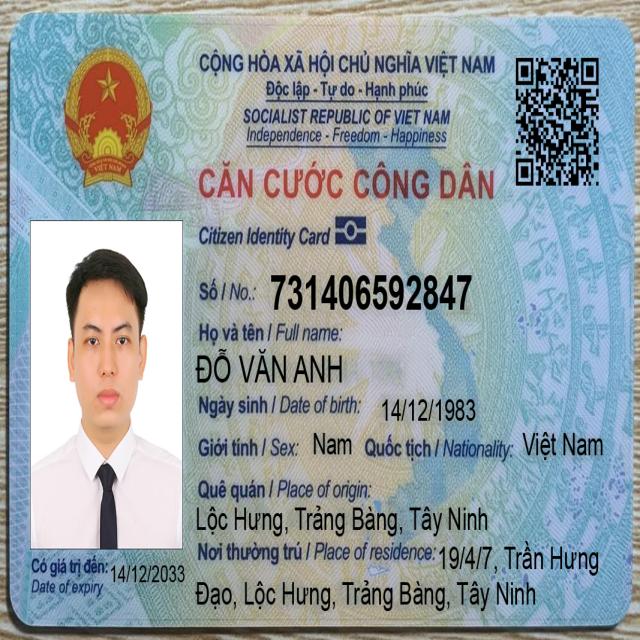 CỘNG HÒA XÃ HỘI CHỦ NGHĨA VIỆT NAM
Độc lập - Tự do - Hạnh phúc
SOCIALIST REPUBLIC OF VIET NAM
Independence - Freedom - Happiness
CĂN CƯỚC CÔNG DÂN
Citizen Identity Card
Số / No.: 731406592847
Họ và tên / Full name:
ĐỖ VĂN ANH
Ngày sinh / Date of birth: 14/12/1983
Giới tính / Sex: Nam Quốc tịch / Nationality: Việt Nam
Quê quán / Place of origin:
Lộc Hưng, Trảng Bàng, Tây Ninh
Nơi thường trú / Place of residence: 19/4/7, Trần Hưng
Đạo, Lộc Hưng, Trảng Bàng, Tây Ninh
Có giá trị đến: 14/12/2033
Date of expiry
VIỆT NAM